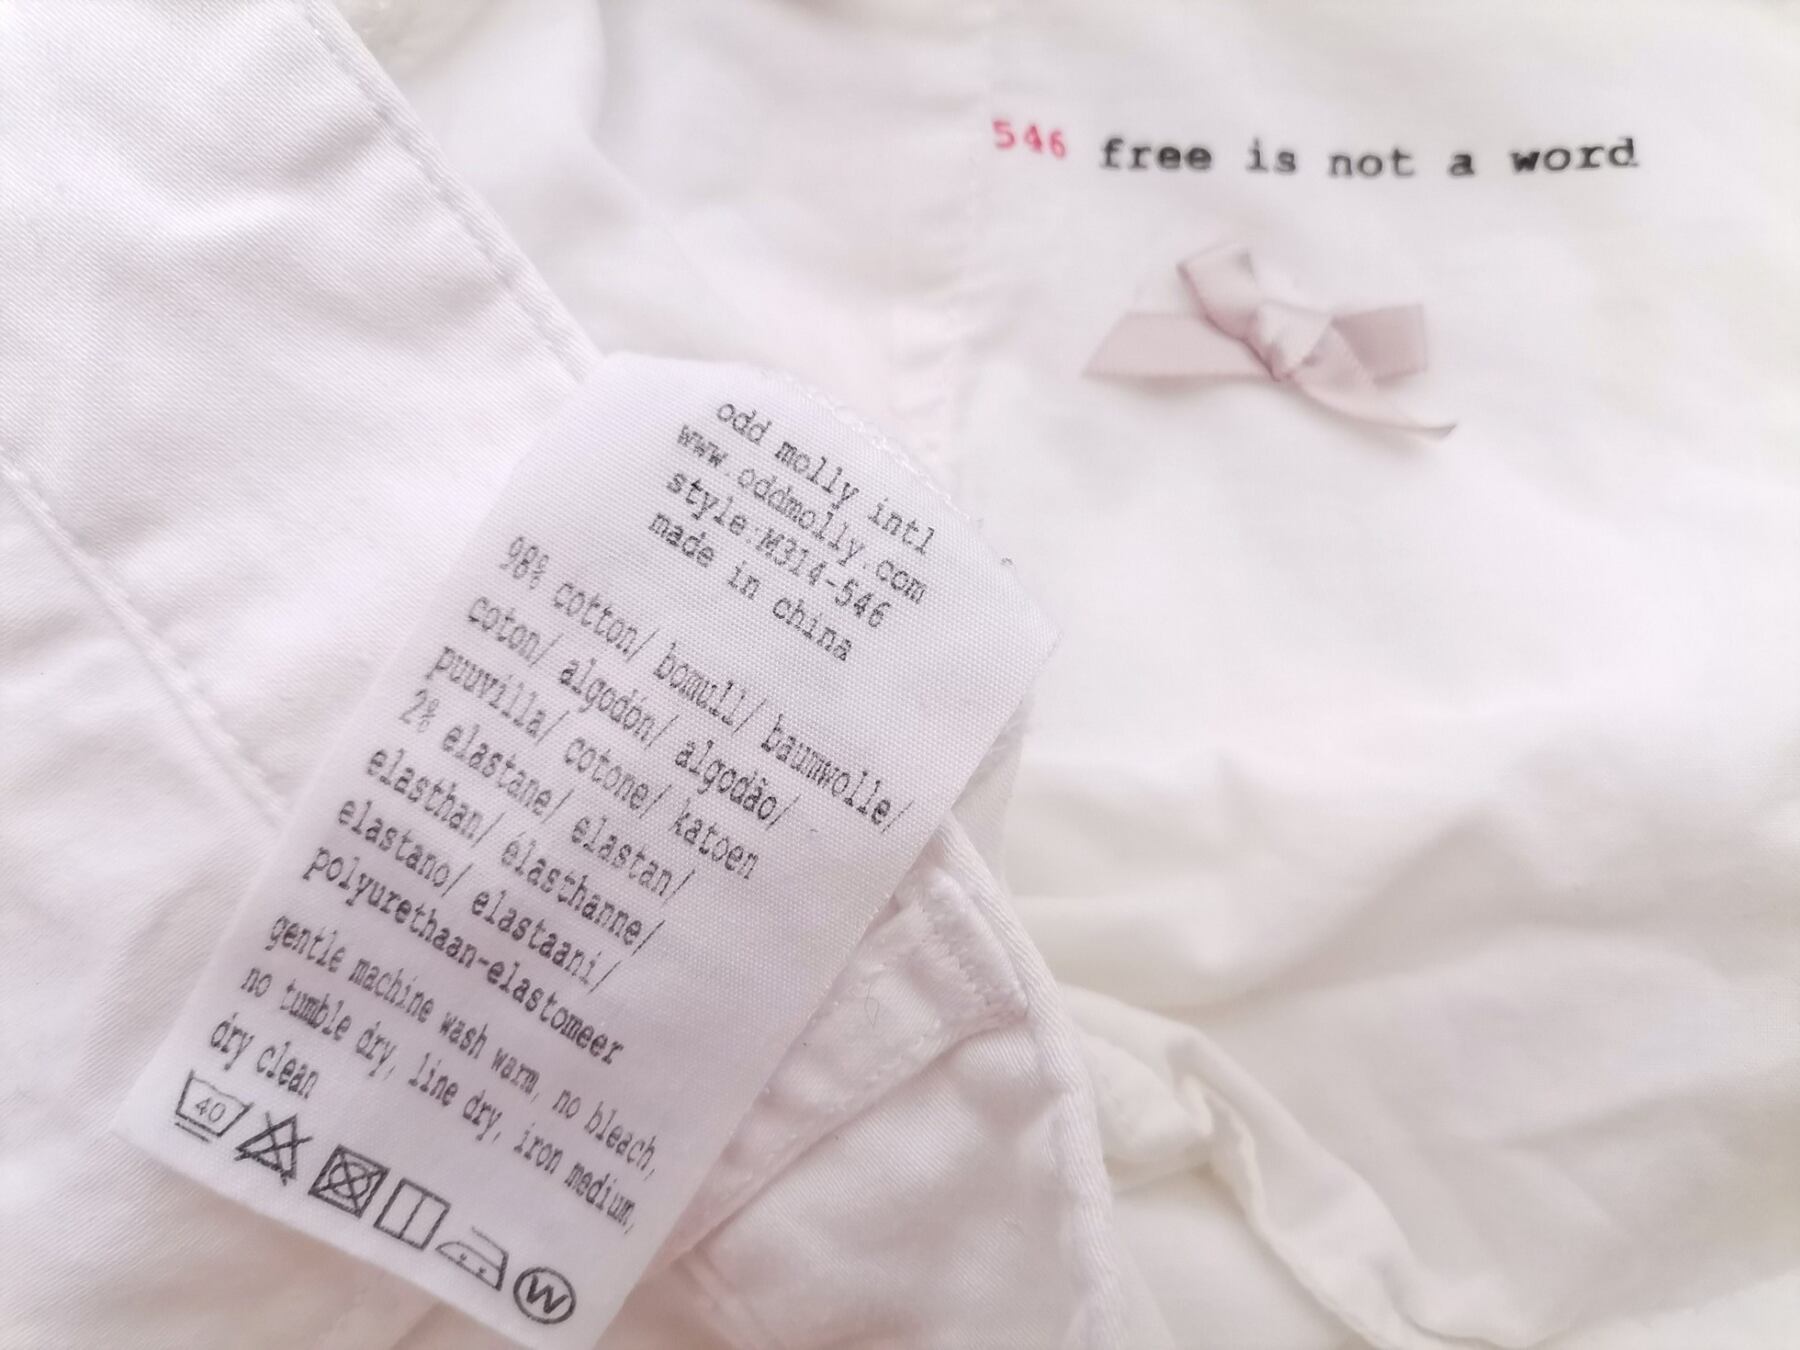 546 free is not a word
odd molly intl
www.oddmolly.com
style:M314-546
made in china
98% cotton/ bomull/ baumwolle/
coton/ algodón/ algodão/
puuvilla/ cotone/ katoen
2% elastane/ elastan/
elasthan/ élasthanne/
elastano/ elastaani/
polyurethaan-elastomeer
gentle machine wash warm, no bleach,
no tumble dry, line dry, iron medium,
dry clean
40
W